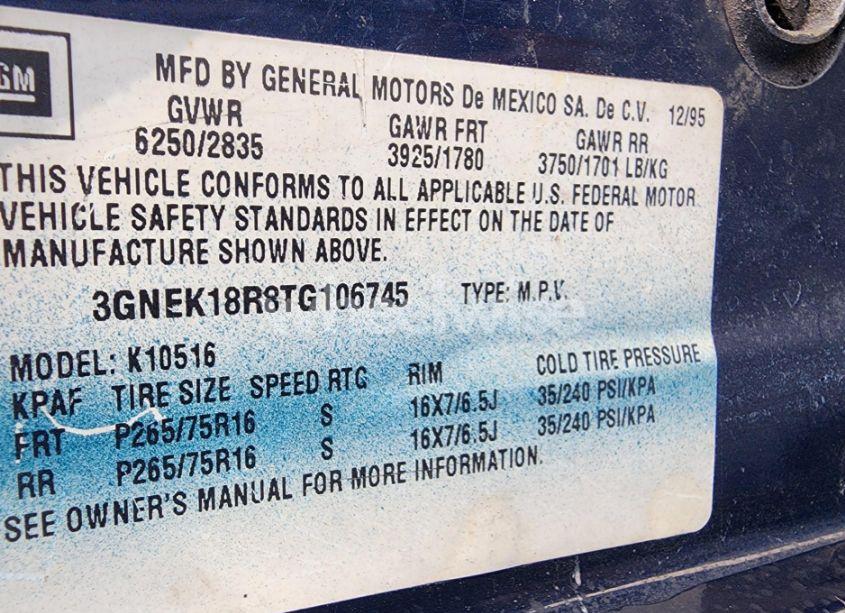 GM
MFD BY GENERAL MOTORS De MEXICO SA. De C.V. 12/95
GVWR GAWR FRT GAWR RR
6250/2835 3925/1780 3750/1701 LB/KG
THIS VEHICLE CONFORMS TO ALL APPLICABLE U.S. FEDERAL MOTOR
VEHICLE SAFETY STANDARDS IN EFFECT ON THE DATE OF
MANUFACTURE SHOWN ABOVE.
3GNEK18R8TG106745 TYPE: M.P.V.
MODEL: K10516
KPAF TIRE SIZE SPEED RTG RIM COLD TIRE PRESSURE
FRT P265/75R16 S 16X7/6.5J 35/240 PSI/KPA
RR P265/75R16 S 16X7/6.5J 35/240 PSI/KPA
SEE OWNER'S MANUAL FOR MORE INFORMATION.